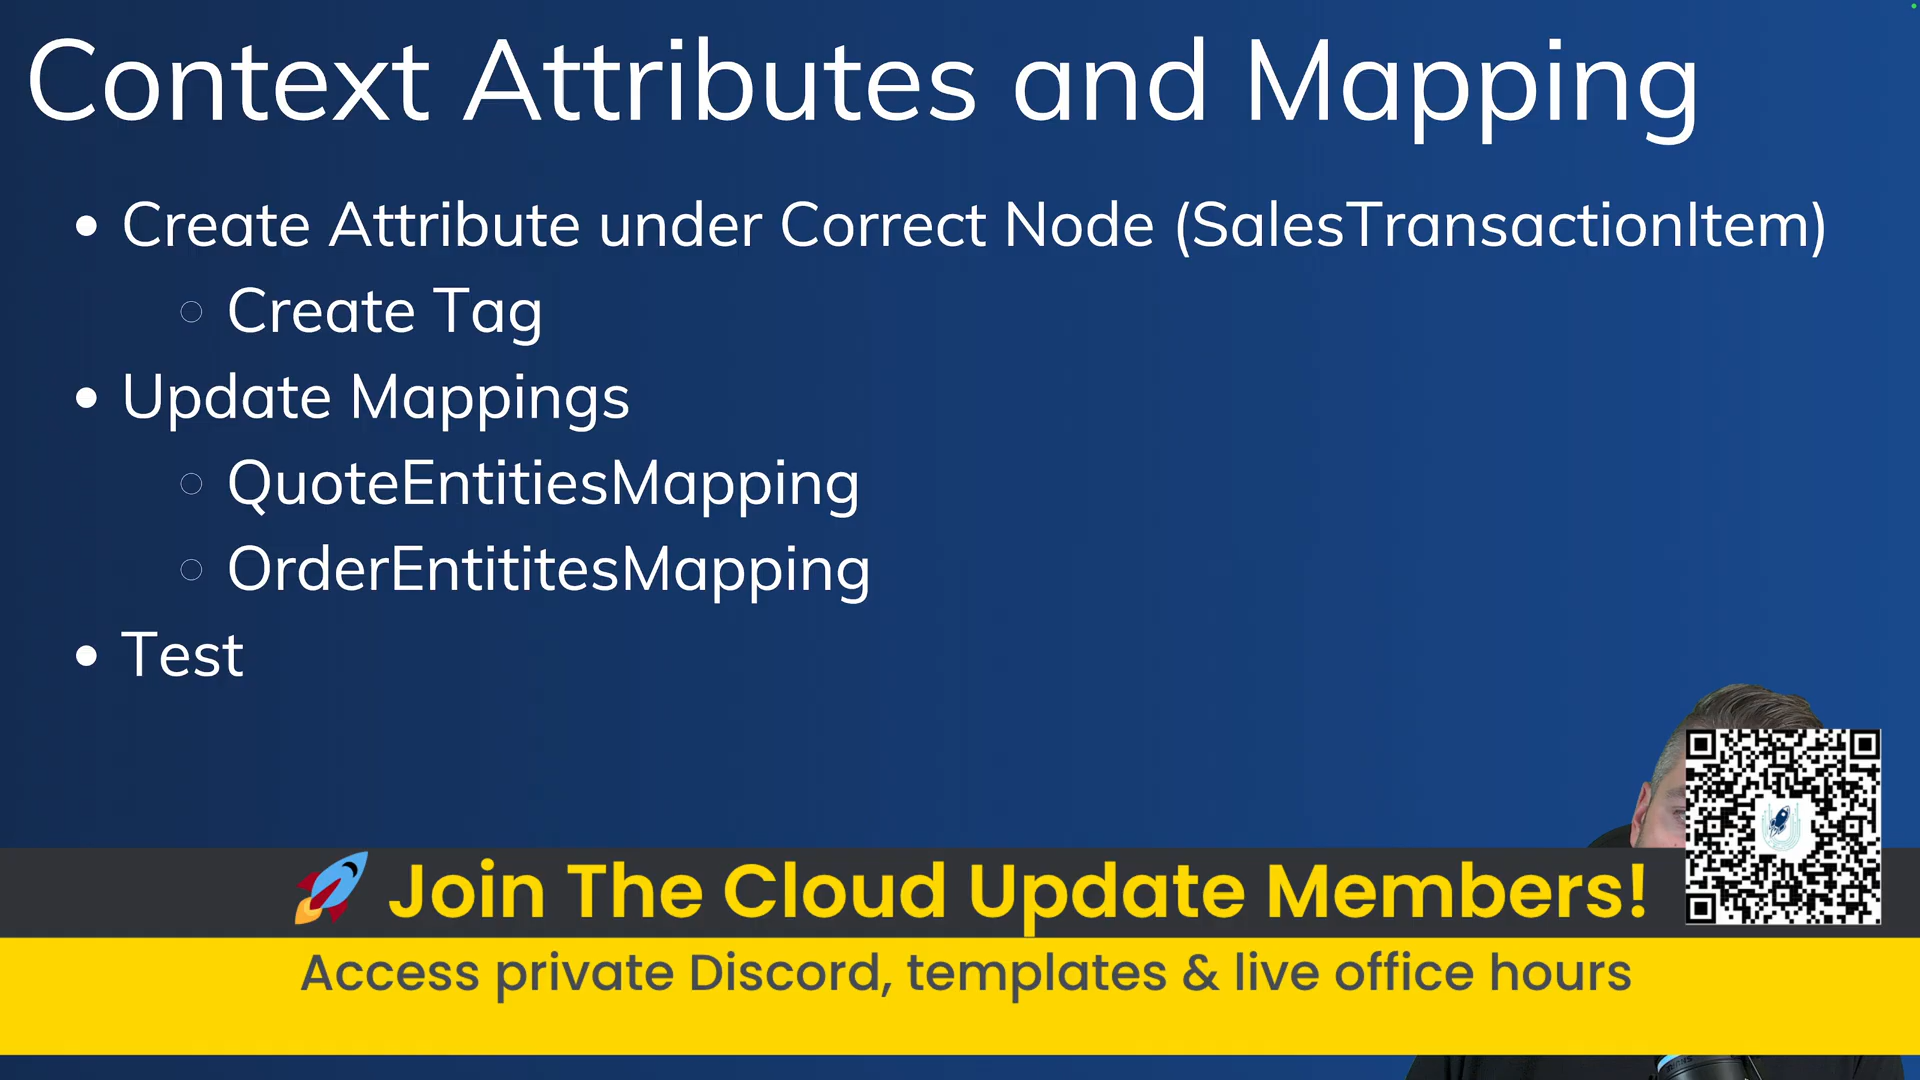 Context Attributes and Mapping
Create Attribute under Correct Node (SalesTransactionItem)
Create Tag
Update Mappings
QuoteEntitiesMapping
OrderEntititesMapping
Test
Join The Cloud Update Members!
Access private Discord, templates & live office hours